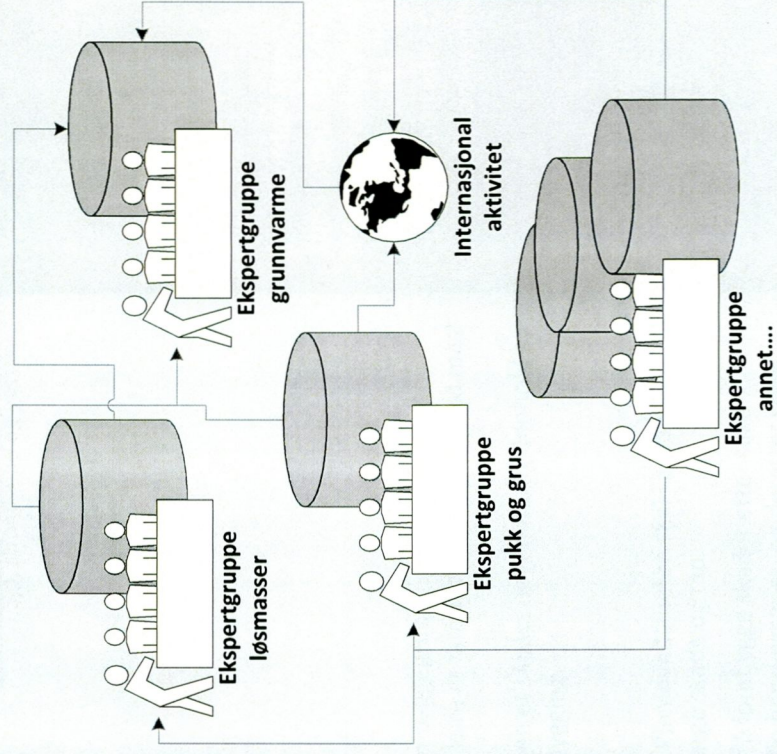 Ekspertgruppe
løsmasser
Ekspertgruppe
grunnvarme
Ekspertgruppe
pukk og grus
Internasjonal
aktivitet
Ekspertgruppe
annet....